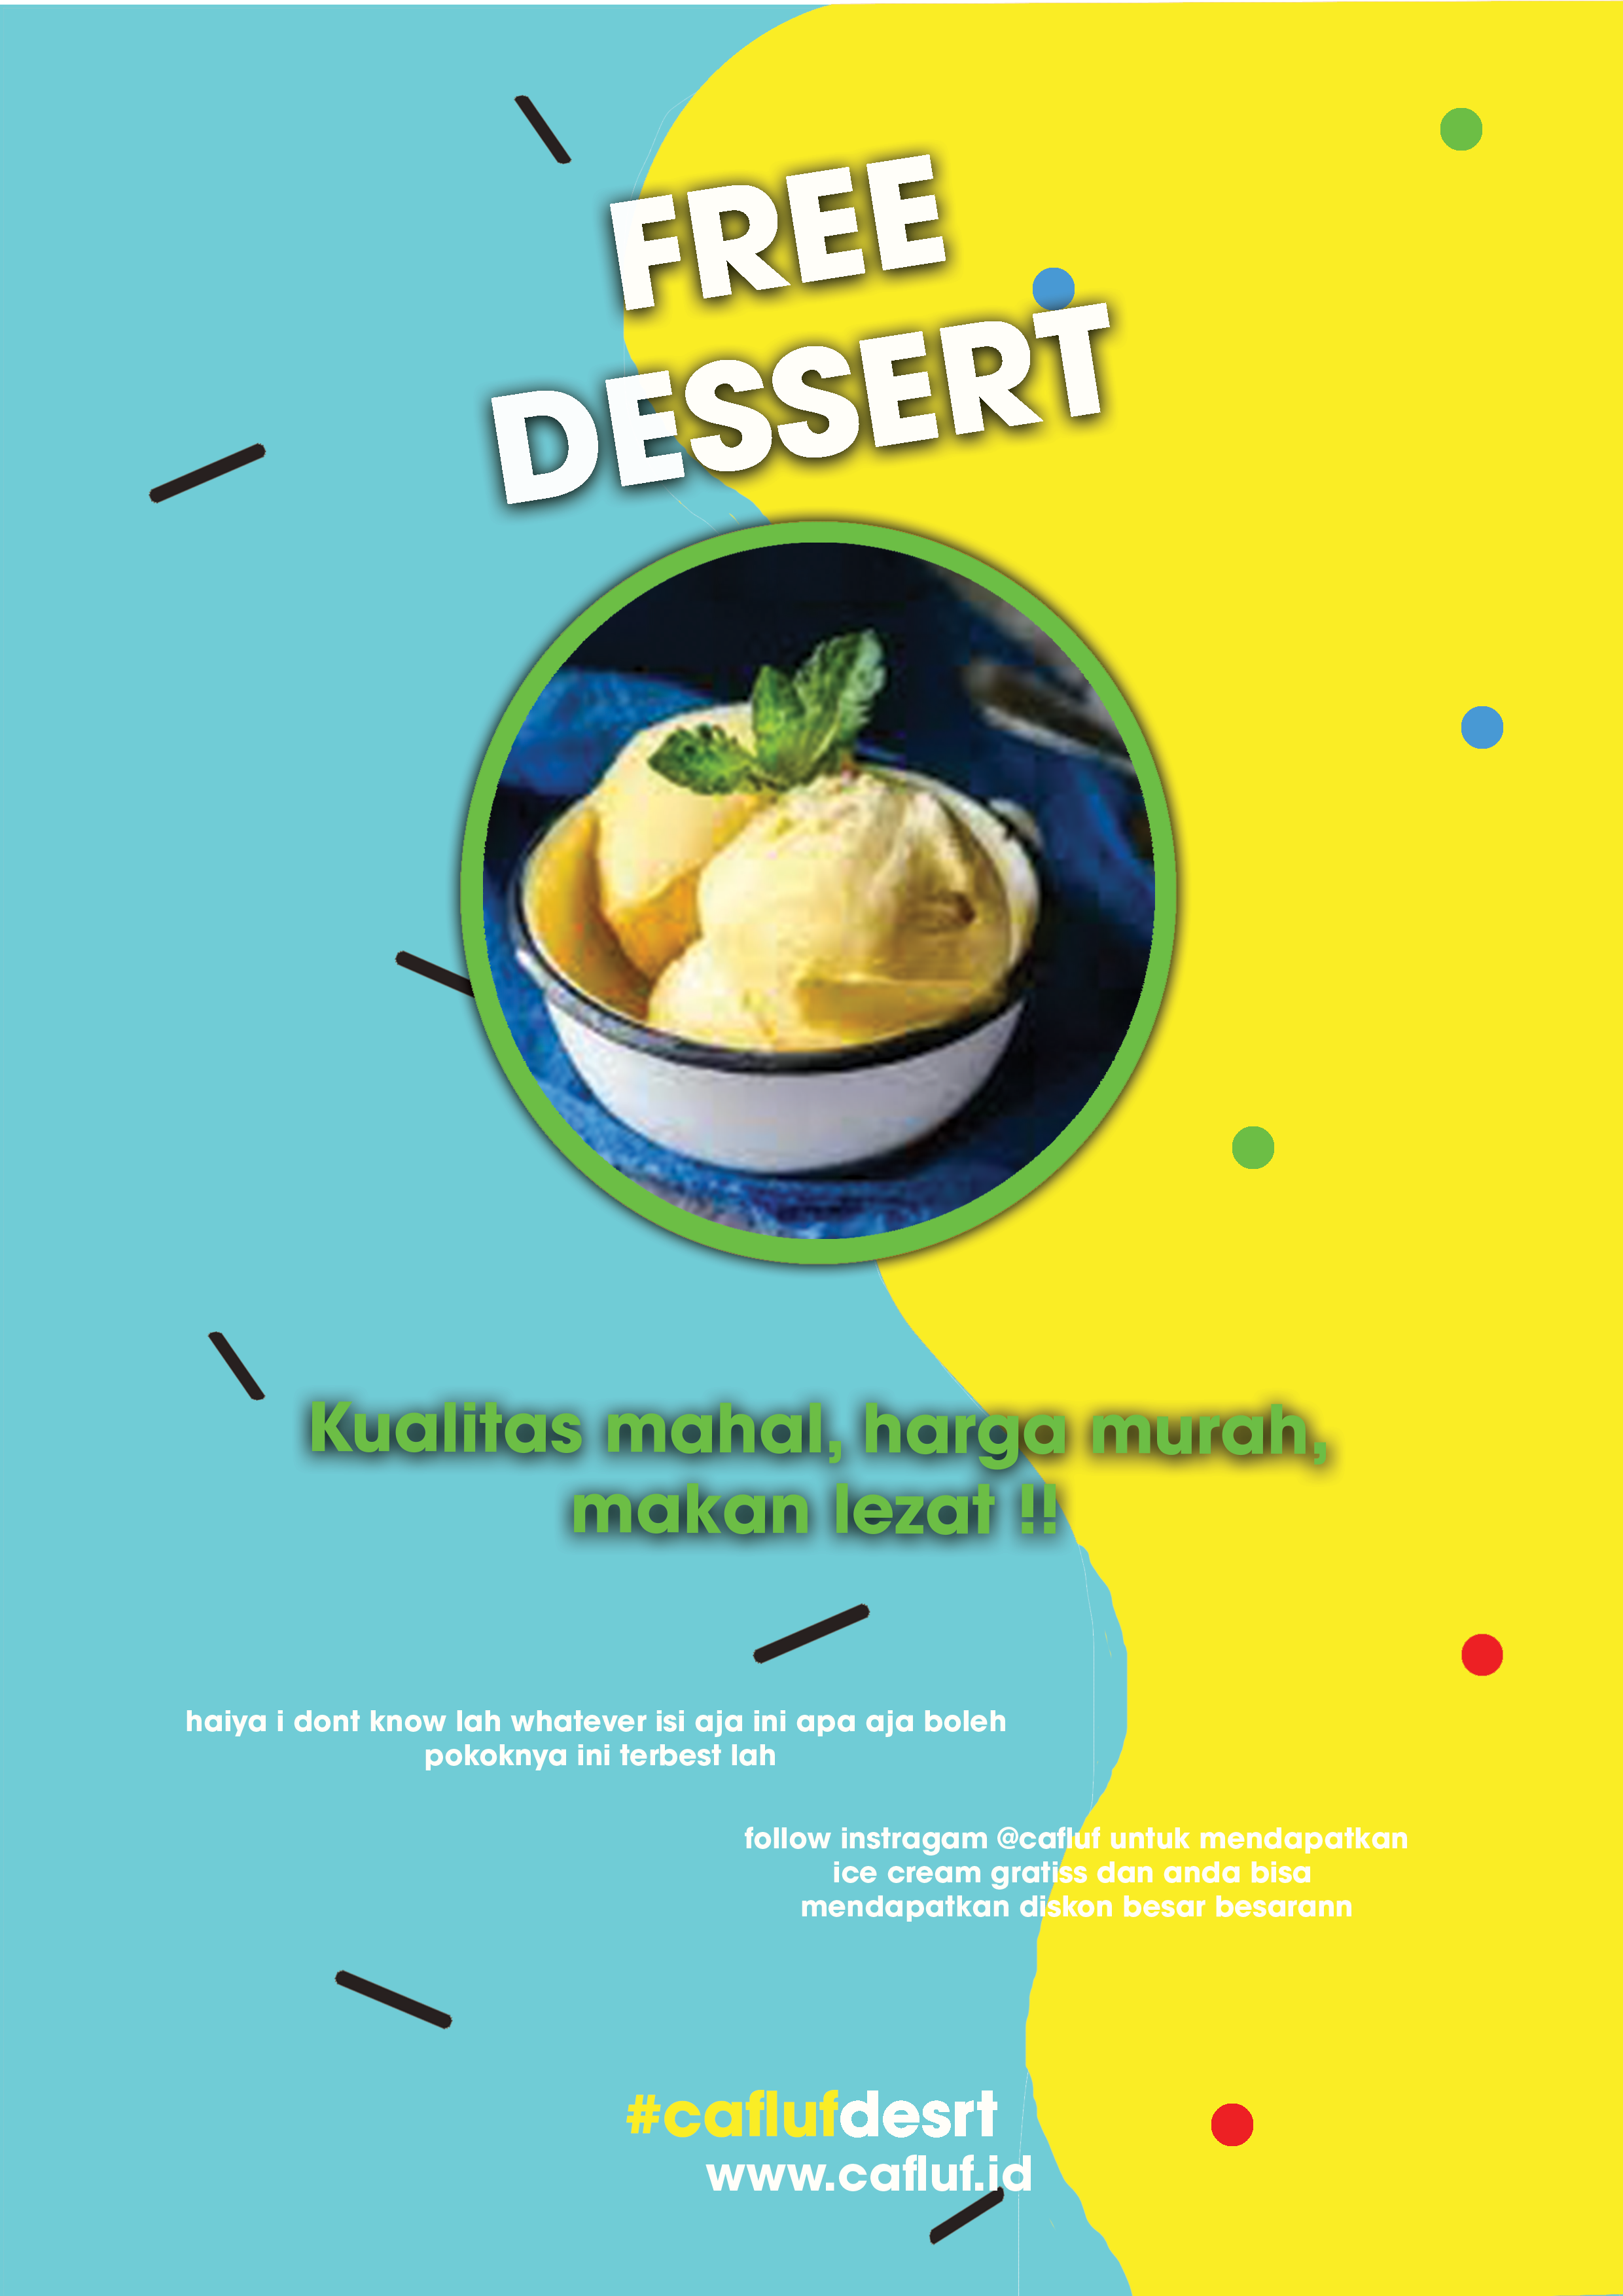 FREE
DESSERT
Kualitas mahal, harga murah,
makan lezat !!
haiya i dont know lah whatever isi aja ini apa aja boleh
pokoknya ini terbest lah
follow instragam @cafluf untuk mendapatkan
ice cream gratiss dan anda bisa
mendapatkan diskon besar besarann
#caflufdesrt
www.cafluf.id